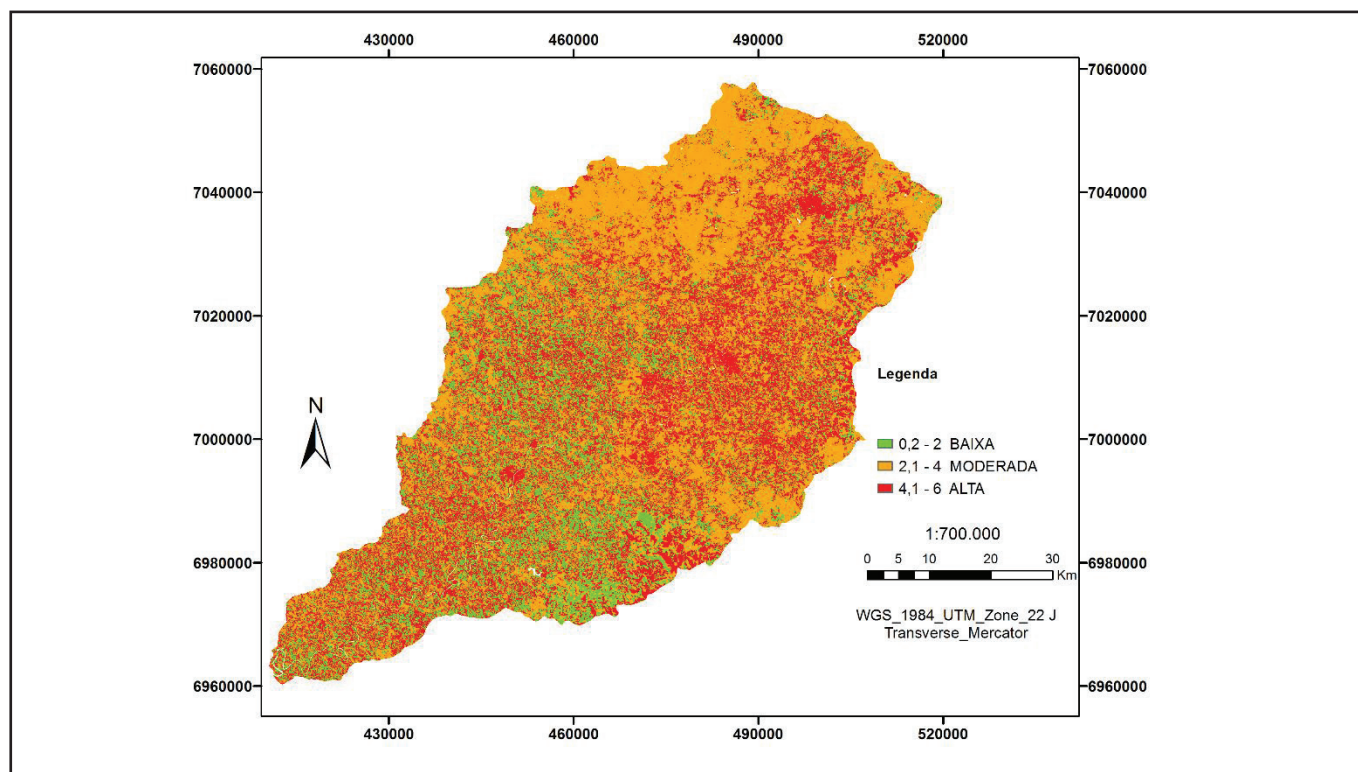 430000 460000 490000 520000
7060000 7060000
7040000 7040000
7020000 7020000
N
Legenda
7000000 7000000
0,2 - 2 BAIXA
2,1 - 4 MODERADA
4,1 - 6 ALTA
1:700.000
6980000 6980000
0 5 10 20 30
Km
WGS_1984_UTM_Zone_22 J
Transverse_Mercator
6960000 6960000
430000 460000 490000 520000